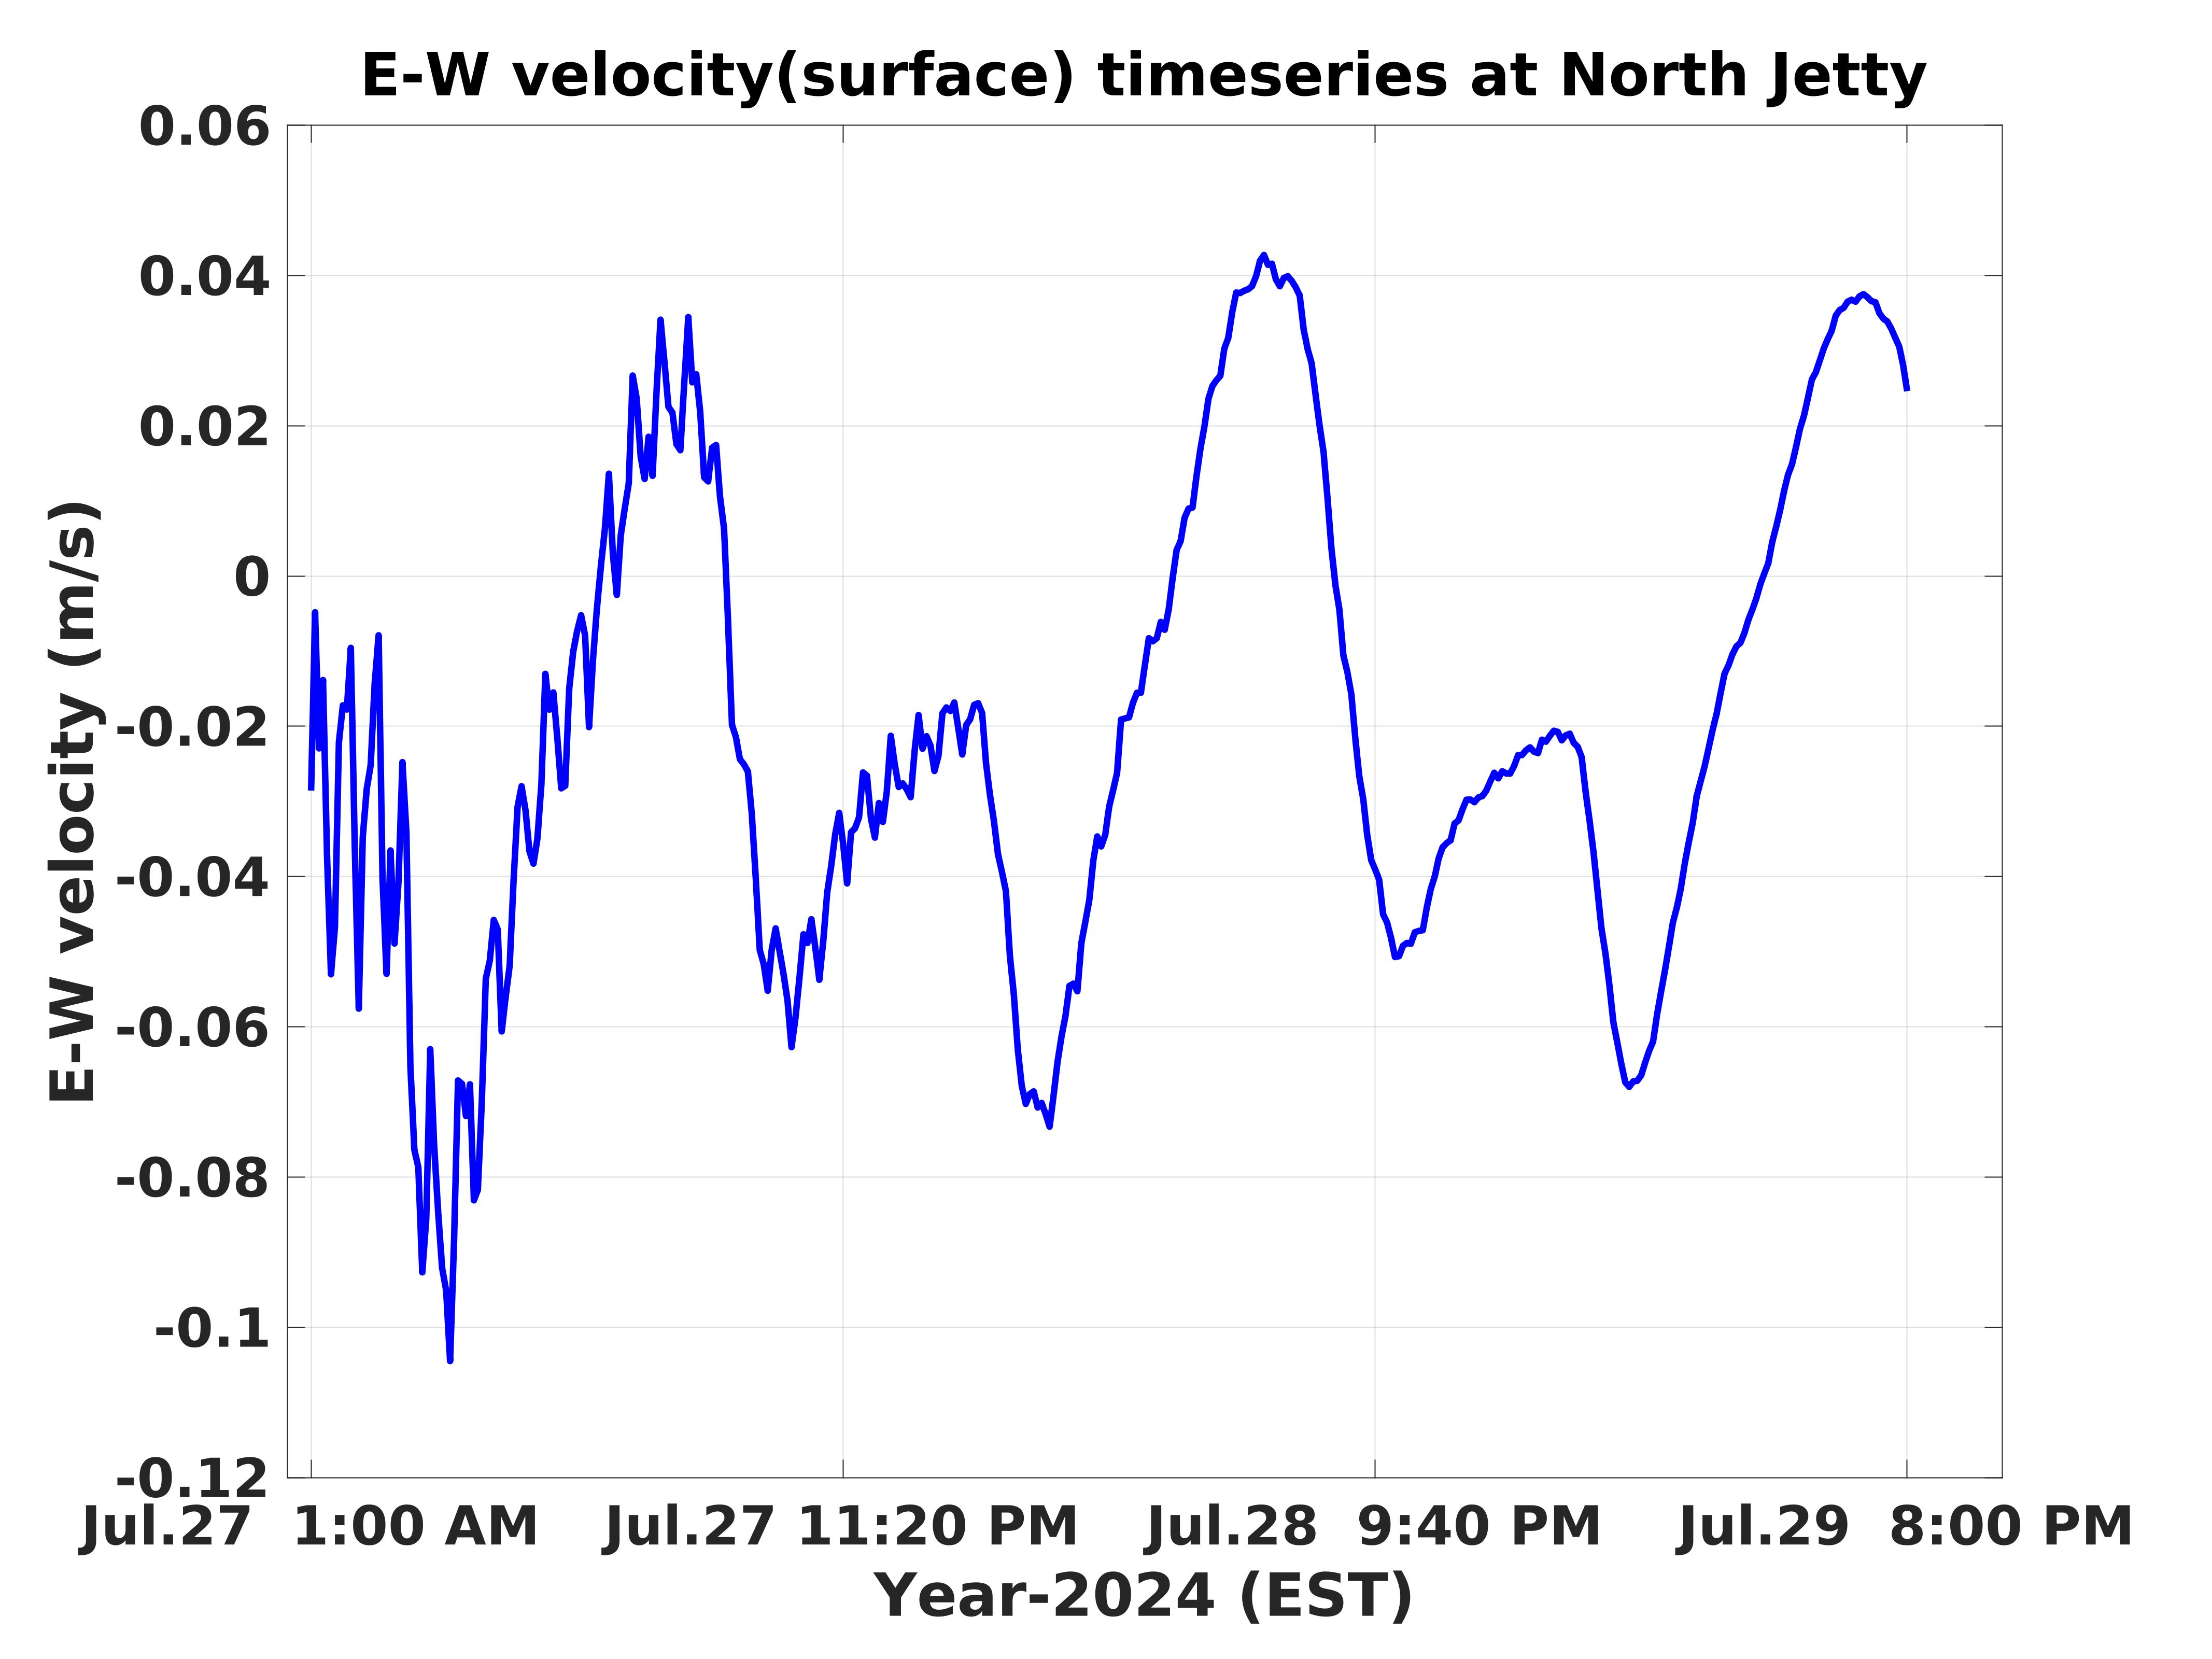 E-W velocity(surface) timeseries at North Jetty
E-W velocity (m/s)
0.06
0.04
0.02
0
-0.02
-0.04
-0.06
-0.08
-0.1
-0.12
Jul.27 1:00 AM Jul.27 11:20 PM Jul.28 9:40 PM Jul.29 8:00 PM
Year-2024 (EST)